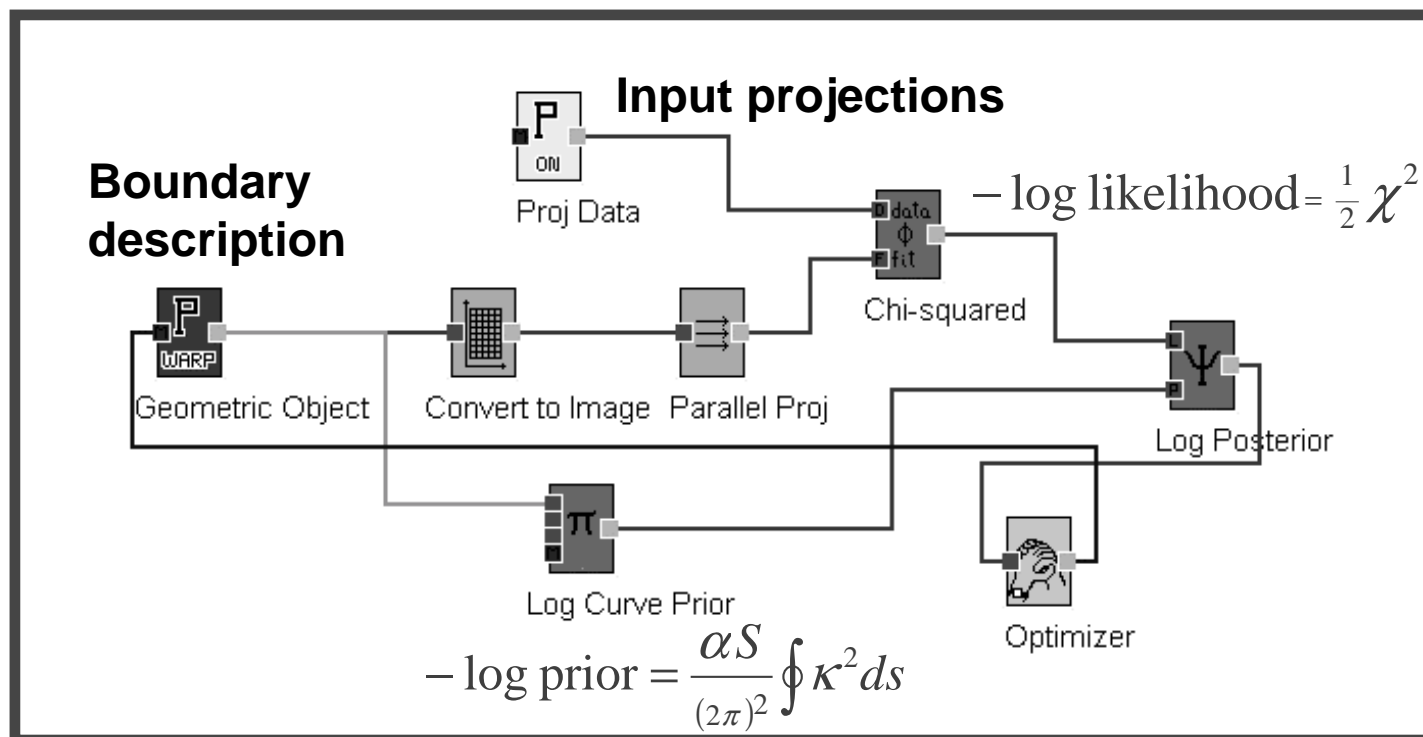 Input projections
P
M
ON
Proj Data
Boundary
description
D data
Φ
F fit
Chi-squared
− log likelihood = 1/2 χ²
P
M
WARP
Geometric Object
Convert to Image
Parallel Proj
L
Ψ
P
Log Posterior
π
M
Log Curve Prior
Optimizer
− log prior = αS/(2π)² ∮ κ² ds